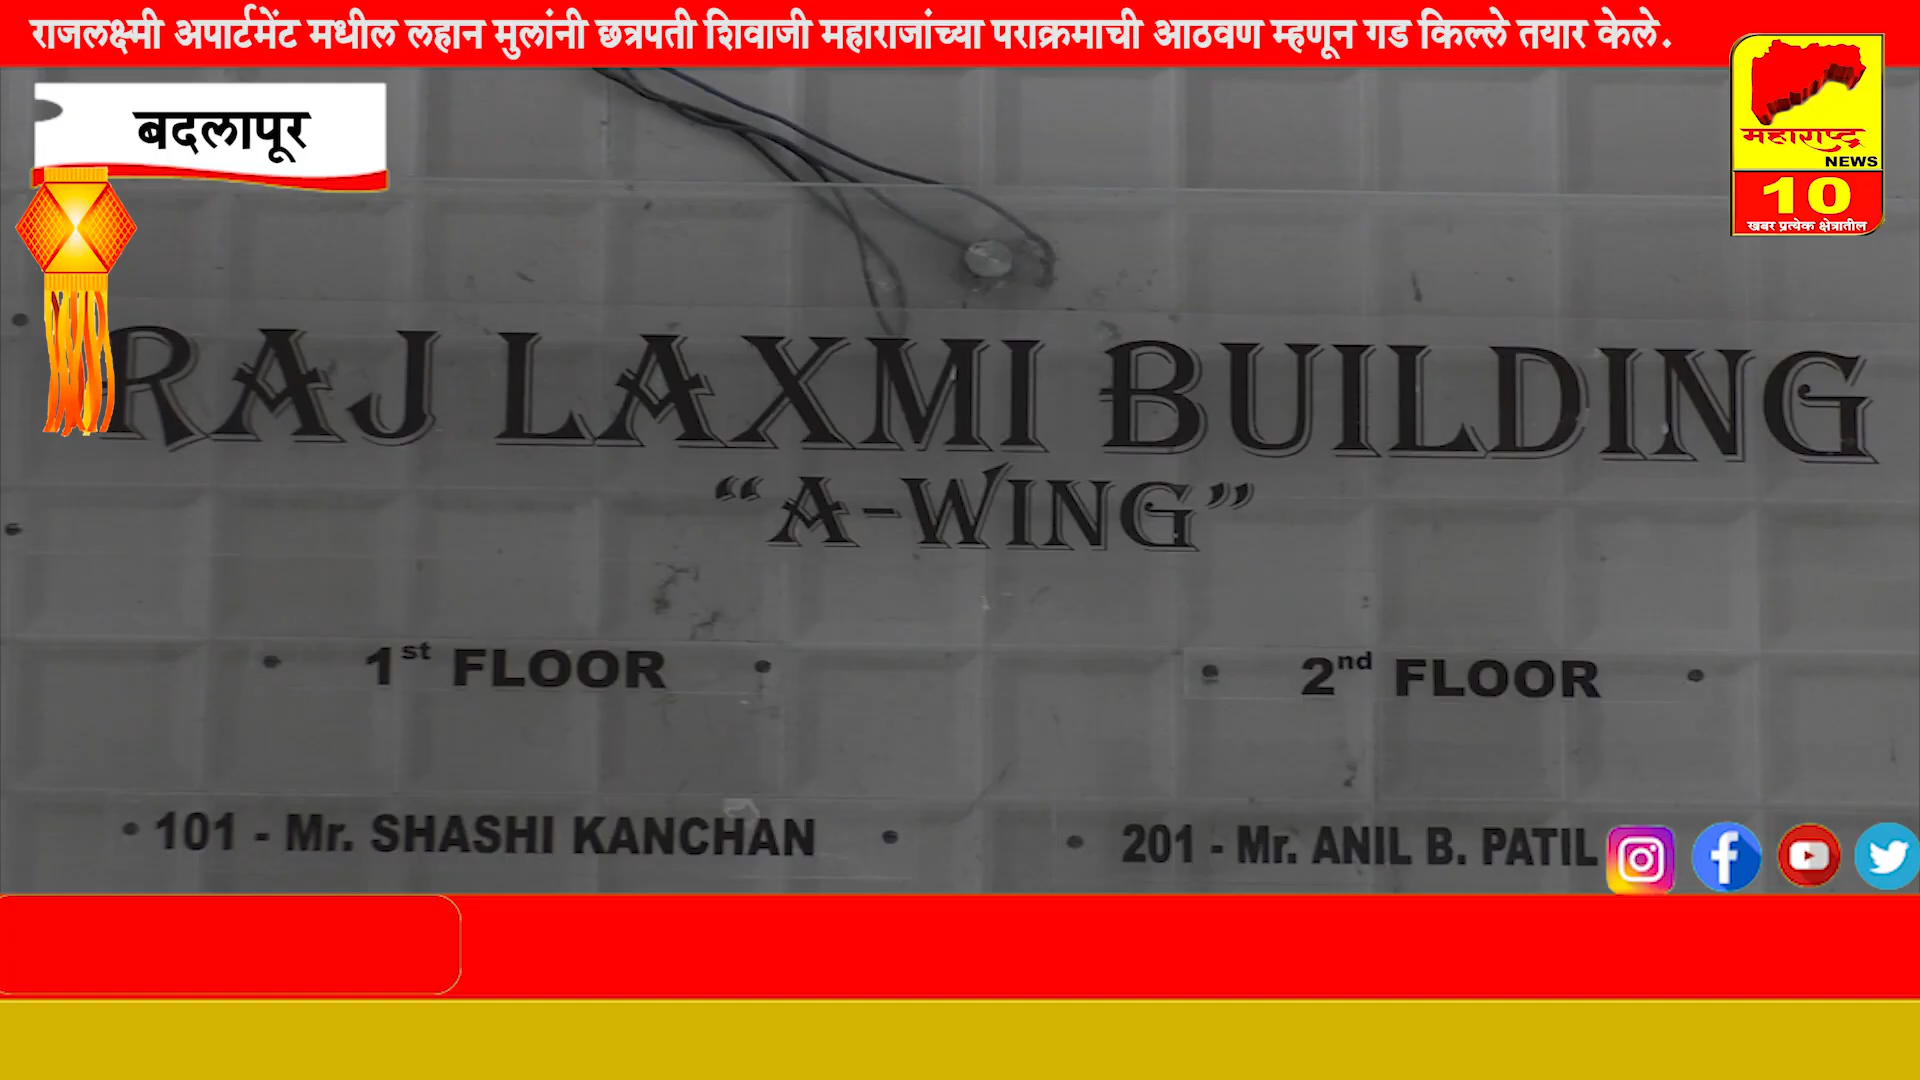 राजलक्ष्मी अपार्टमेंट मधील लहान मुलांनी छत्रपती शिवाजी महाराजांच्या पराक्रमाची आठवण म्हणून गड किल्ले तयार केले.
बदलापूर
महाराष्ट्र
NEWS
10
खबर प्रत्येक क्षेत्रातील
RAJ LAXMI BUILDING
“A-WING”
1st FLOOR
2nd FLOOR
101 - Mr. SHASHI KANCHAN
201 - Mr. ANIL B. PATIL